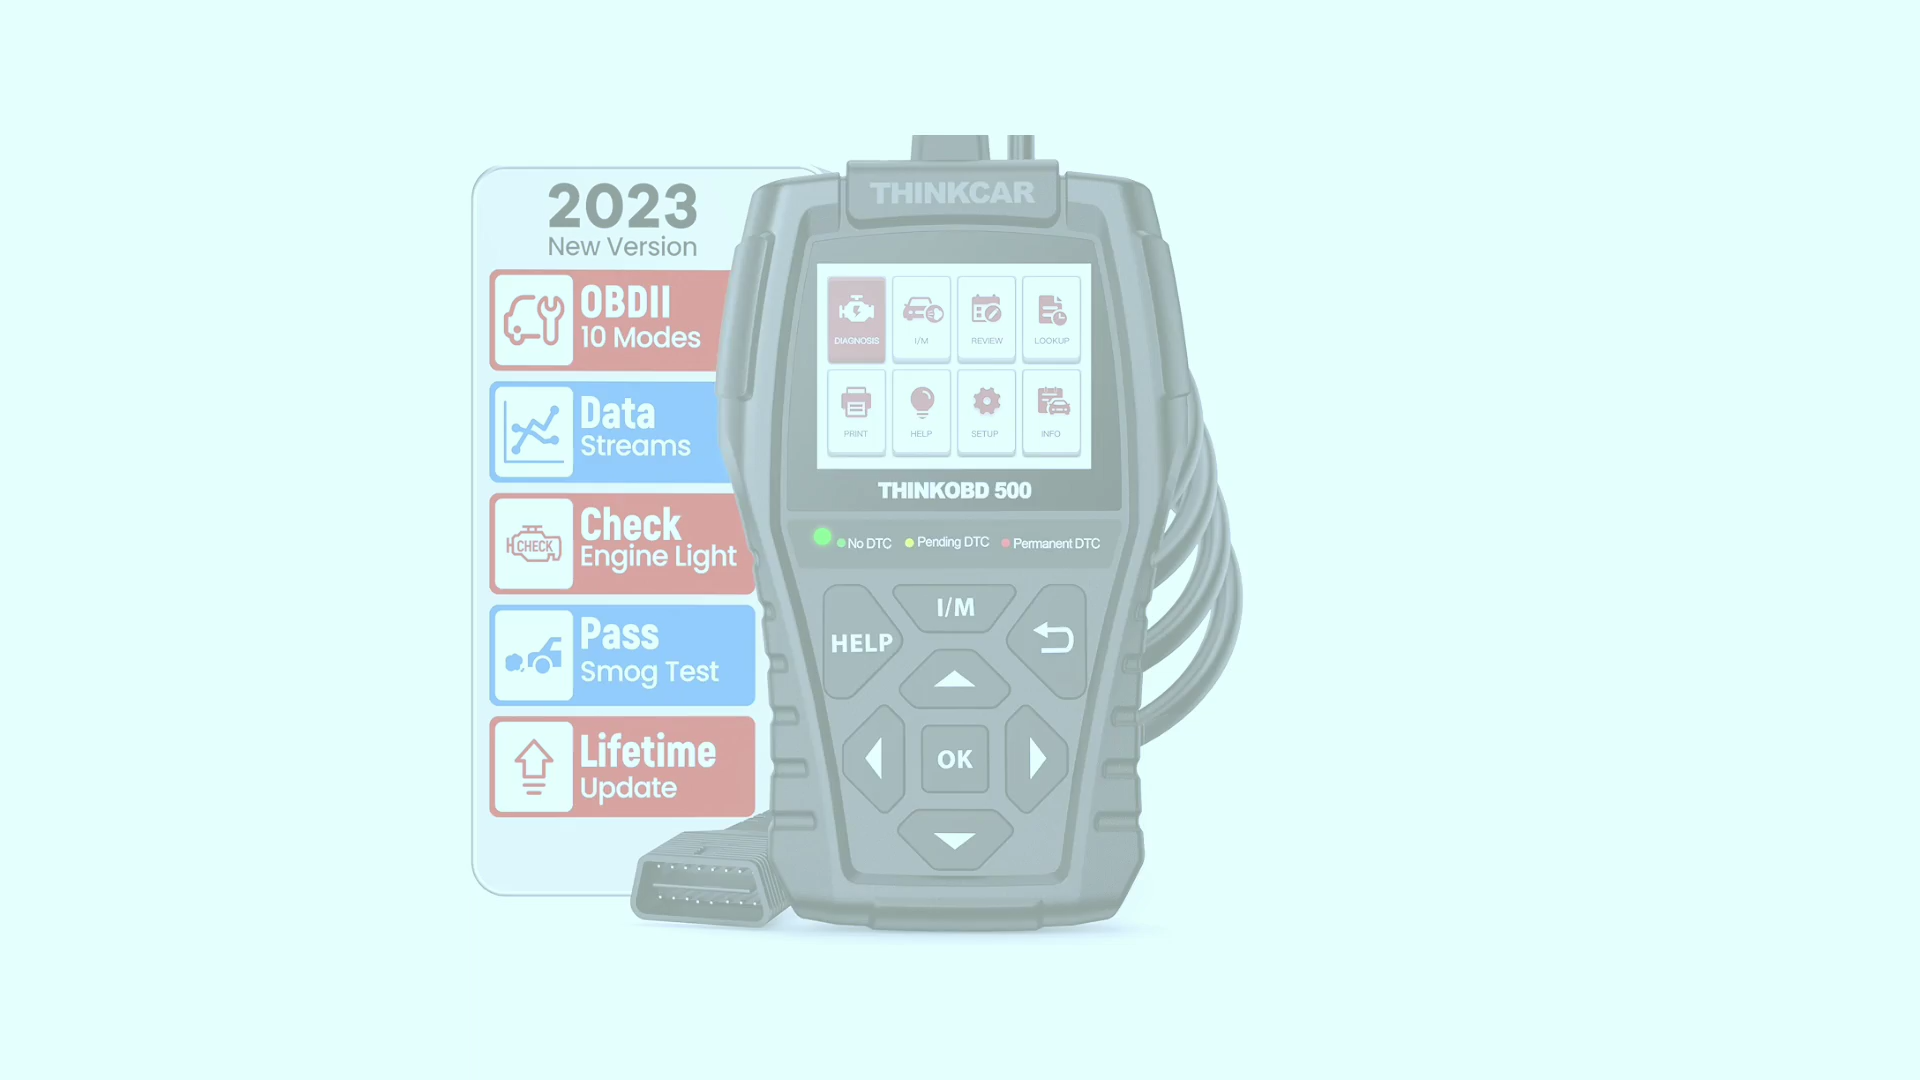 2023
New Version
OBDII
10 Modes
Data
Streams
CHECK
Check
Engine Light
Pass
Smog Test
Lifetime
Update
THINKCAR
DIAGNOSIS
I/M
REVIEW
LOOKUP
PRINT
HELP
SETUP
INFO
THINKOBD 500
No DTC
Pending DTC
Permanent DTC
I/M
HELP
OK